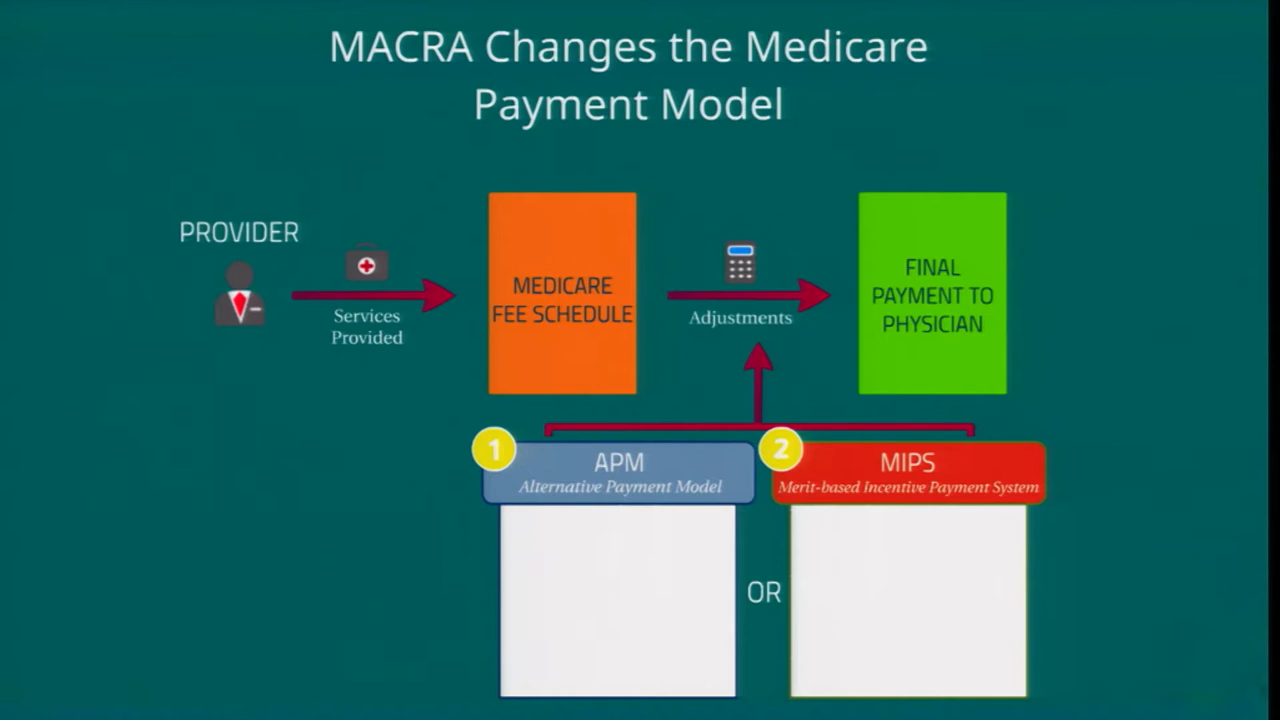 MACRA Changes the Medicare
Payment Model
PROVIDER
Services
Provided
MEDICARE
FEE SCHEDULE
Adjustments
FINAL
PAYMENT TO
PHYSICIAN
1
APM
Alternative Payment Model
OR
2
MIPS
Merit-based Incentive Payment System